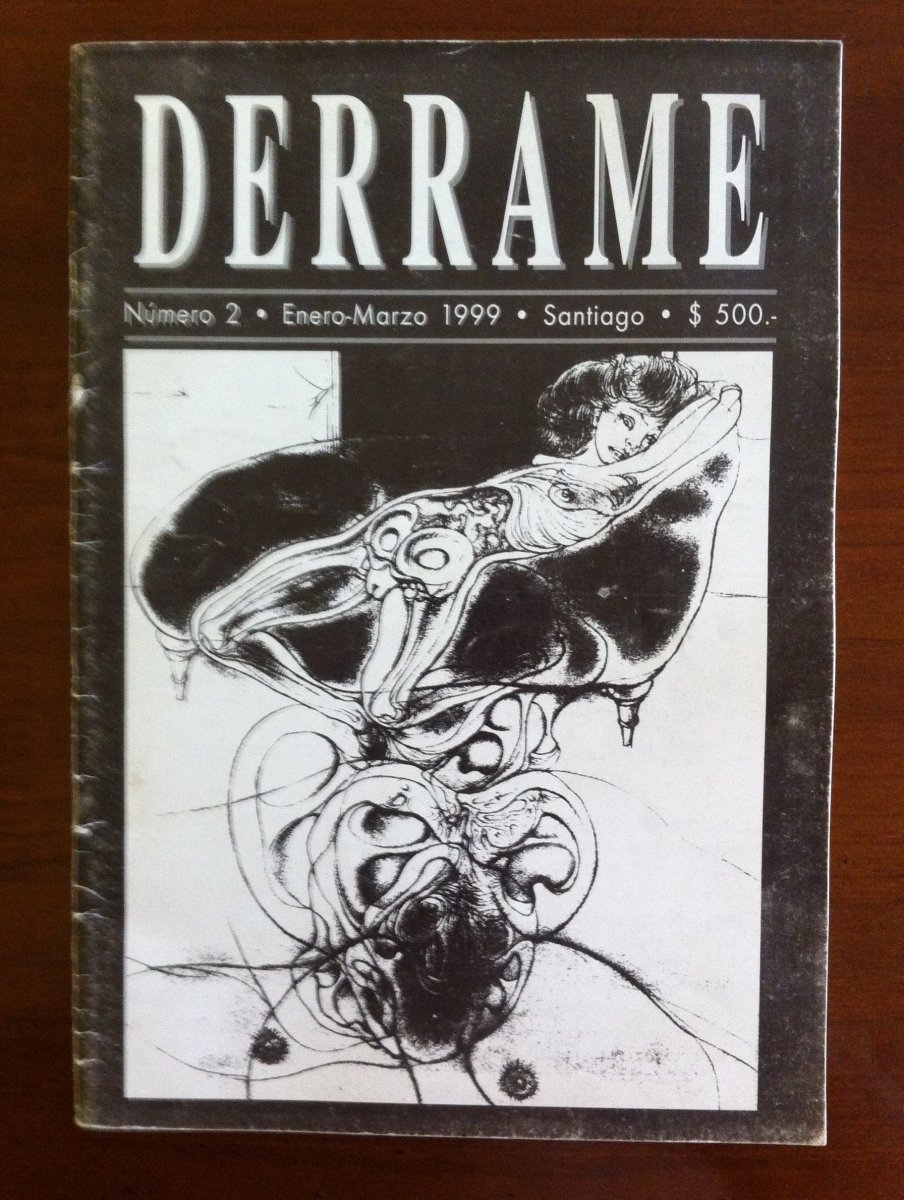 DERRAME
Número 2 • Enero-Marzo 1999 • Santiago • $ 500.-